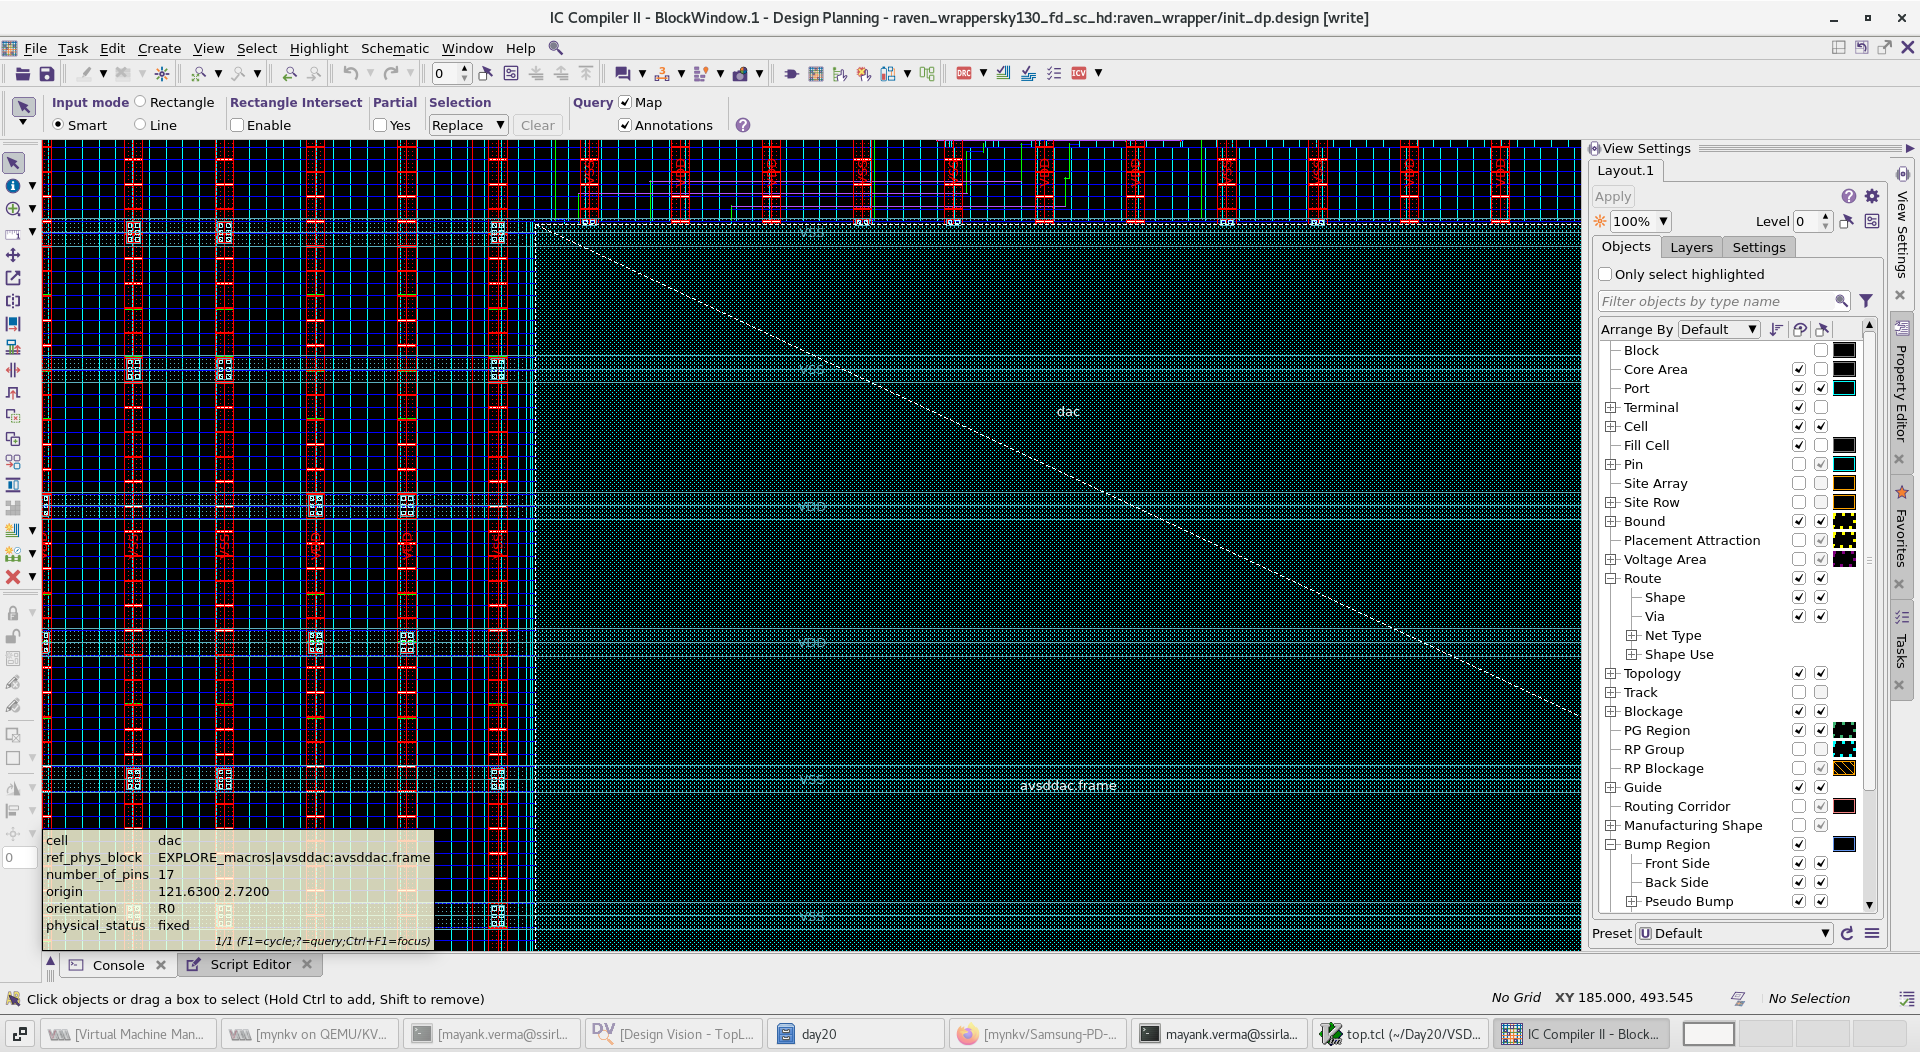 IC Compiler II - BlockWindow.1 - Design Planning - raven_wrappersky130_fd_sc_hd:raven_wrapper/init_dp.design [write]
File Task Edit Create View Select Highlight Schematic Window Help
0
DRC
ICV
Input mode Rectangle Rectangle Intersect Partial Selection Query Map
Smart Line Enable Yes Replace Clear Annotations
VSS
VSS
dac
VDD
VDD
VSS
avsddac.frame
VSS
cell dac
ref_phys_block EXPLORE_macros|avsddac:avsddac.frame
number_of_pins 17
origin 121.6300 2.7200
orientation R0
physical_status fixed
1/1 (F1=cycle;?=query;Ctrl+F1=focus)
0
View Settings
Layout.1
Apply
100% Level 0
Objects Layers Settings
Only select highlighted
Filter objects by type name
Arrange By Default
Block
Core Area
Port
Terminal
Cell
Fill Cell
Pin
Site Array
Site Row
Bound
Placement Attraction
Voltage Area
Route
Shape
Via
Net Type
Shape Use
Topology
Track
Blockage
PG Region
RP Group
RP Blockage
Guide
Routing Corridor
Manufacturing Shape
Bump Region
Front Side
Back Side
Pseudo Bump
Preset Default
View Settings
Property Editor
Favorites
Tasks
Console Script Editor
Click objects or drag a box to select (Hold Ctrl to add, Shift to remove)
No Grid XY 185.000, 493.545 No Selection
[Virtual Machine Man... [mynkv on QEMU/KV... [mayank.verma@ssirl... [Design Vision - TopL... day20 [mynkv/Samsung-PD-... mayank.verma@ssirla... top.tcl (~/Day20/VSD... IC Compiler II - Block...